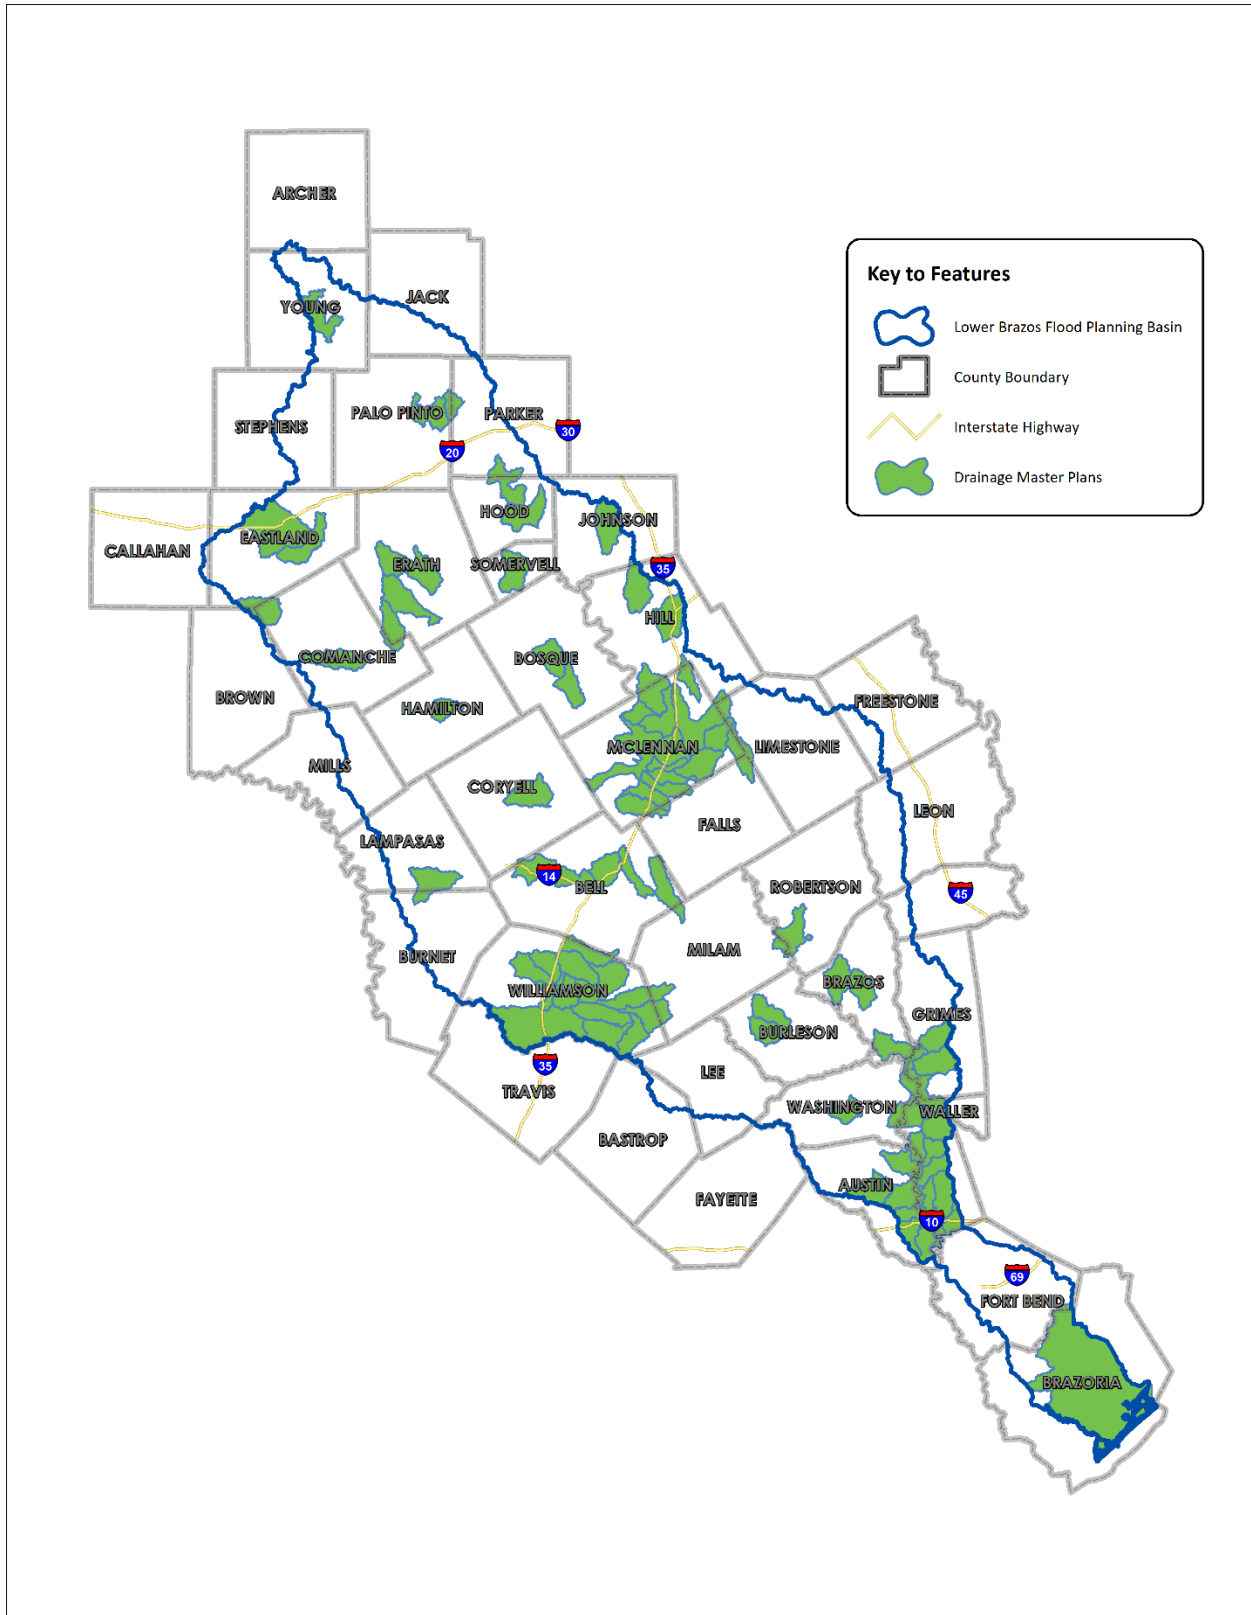 ARCHER
Key to Features
Lower Brazos Flood Planning Basin
County Boundary
Interstate Highway
Drainage Master Plans
JACK
YOUNG
PALO PINTO
PARKER
STEPHENS
30
20
HOOD
JOHNSON
EASTLAND
CALLAHAN
ERATH
SOMERVELL
35
HILL
COMANCHE
BOSQUE
BROWN
HAMILTON
FREESTONE
MCLENNAN
LIMESTONE
MILLS
CORYELL
LEON
FALLS
LAMPASAS
14
BELL
ROBERTSON
45
MILAM
BURNET
BRAZOS
WILLIAMSON
GRIMES
BURLESON
35
LEE
TRAVIS
WASHINGTON
WALLER
BASTROP
AUSTIN
FAYETTE
10
69
FORT BEND
BRAZORIA